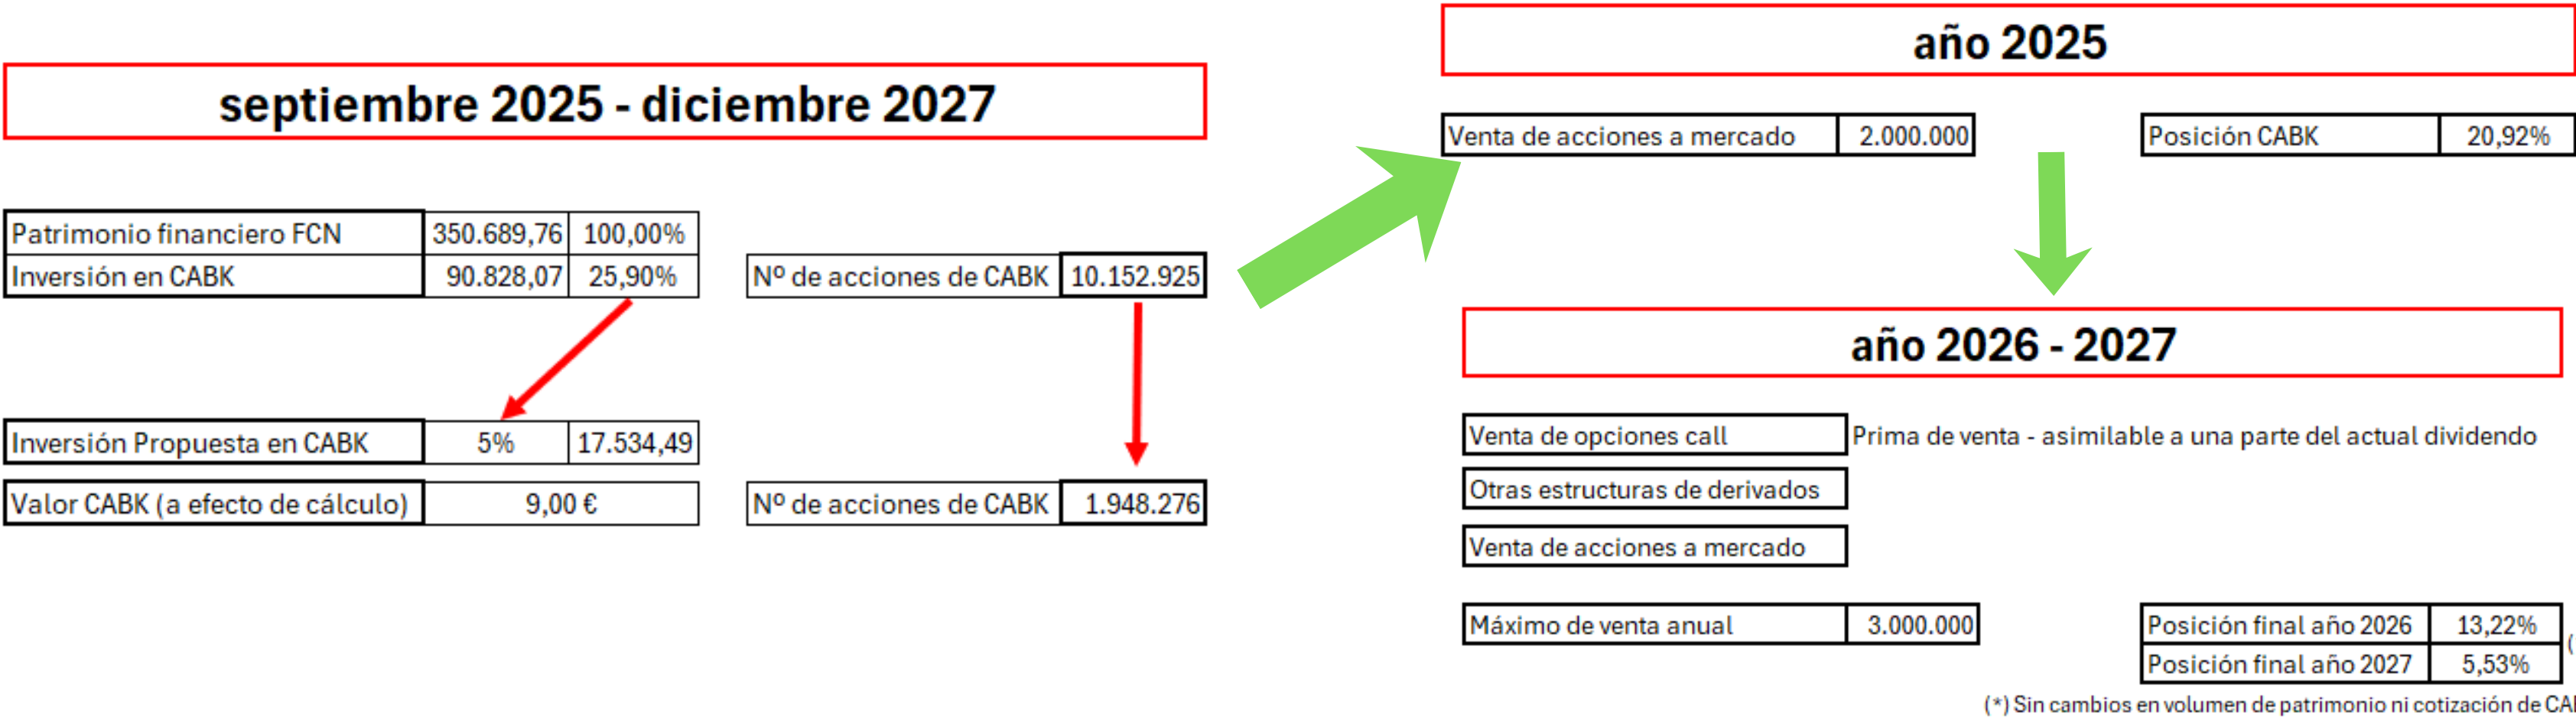 septiembre 2025 - diciembre 2027
Patrimonio financiero FCN 350.689,76 100,00%
Inversión en CABK 90.828,07 25,90% Nº de acciones de CABK 10.152.925
Inversión Propuesta en CABK 5% 17.534,49
Valor CABK (a efecto de cálculo) 9,00 € Nº de acciones de CABK 1.948.276
año 2025
Venta de acciones a mercado 2.000.000 Posición CABK 20,92%
año 2026 - 2027
Venta de opciones call Prima de venta - asimilable a una parte del actual dividendo
Otras estructuras de derivados
Venta de acciones a mercado
Máximo de venta anual 3.000.000 Posición final año 2026 13,22%
Posición final año 2027 5,53%
(*) Sin cambios en volumen de patrimonio ni cotización de